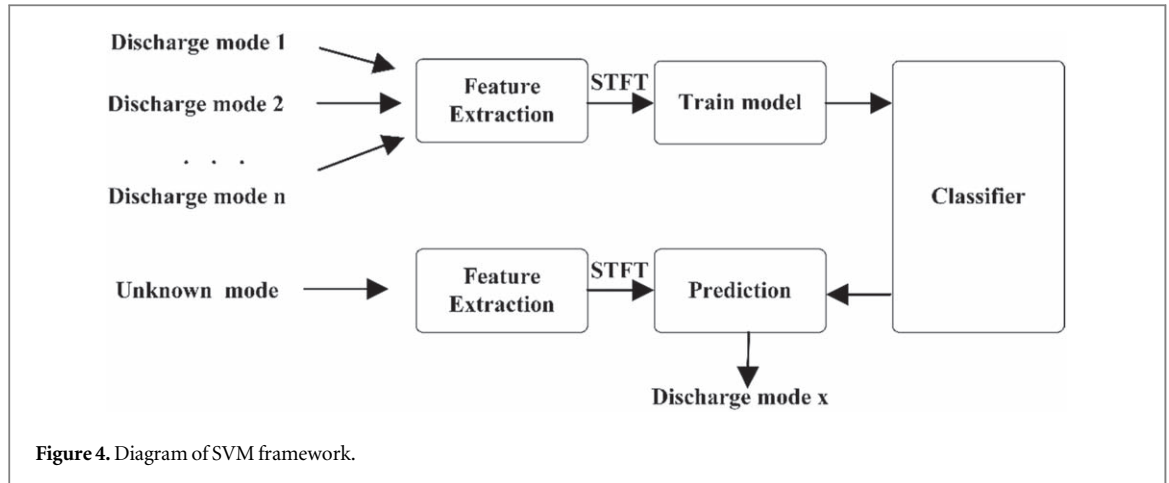 Discharge mode 1
Discharge mode 2
. . .
Discharge mode n
Feature
Extraction
STFT
Train model
Classifier
Unknown mode
Feature
Extraction
STFT
Prediction
Discharge mode x
Figure 4. Diagram of SVM framework.